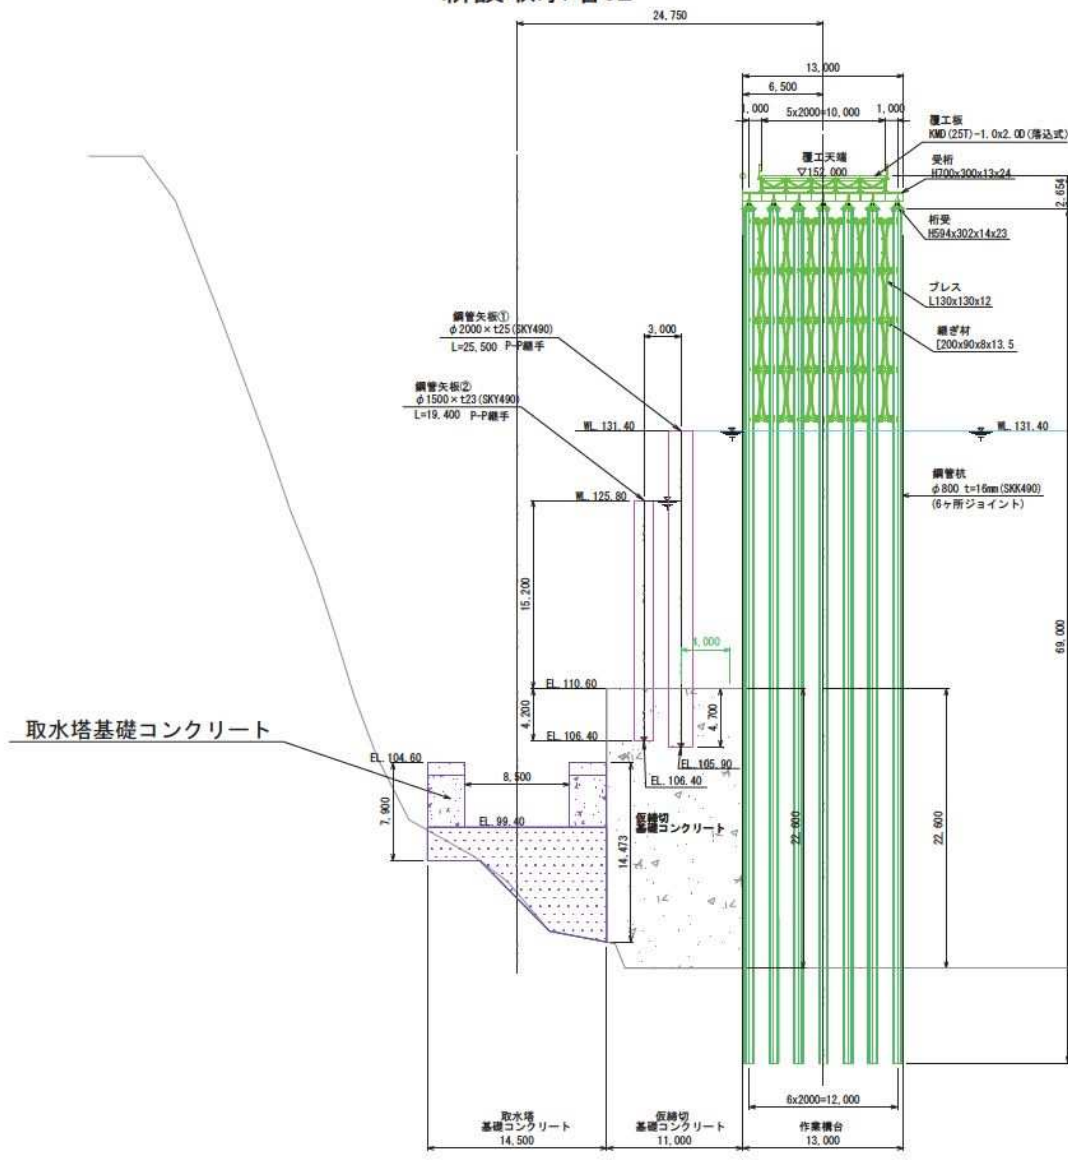 24.750
13,000
6,500
1,000
5x2000=10,000
1,000
覆工板
KMD(25T)-1.0x2.0D(落込式)
覆工天端
▽152.000
受桁
H700x300x13x24
2.654
桁受
H594x302x14x23
ブレス
L130x130x12
継ぎ材
[200x90x8x13.5
鋼管矢板①
φ2000×t25(SKY490)
L=25,500 P-P継手
3,000
鋼管矢板②
φ1500×t23(SKY490)
L=19,400 P-P継手
WL.131.40
WL.131.40
鋼管杭
φ800 t=16mm(SKK490)
(6ヶ所ジョイント)
WL.125.80
15,200
69,000
4,000
EL.110.60
4,200
4,700
EL.106.40
EL.105.90
EL.106.40
取水塔基礎コンクリート
EL.104.60
8,500
7,900
EL.99.40
仮締切
基礎コンクリート
14,473
22,600
22,600
6x2000=12,000
取水塔
基礎コンクリート
14,500
仮締切
基礎コンクリート
11,000
作業構台
13,000